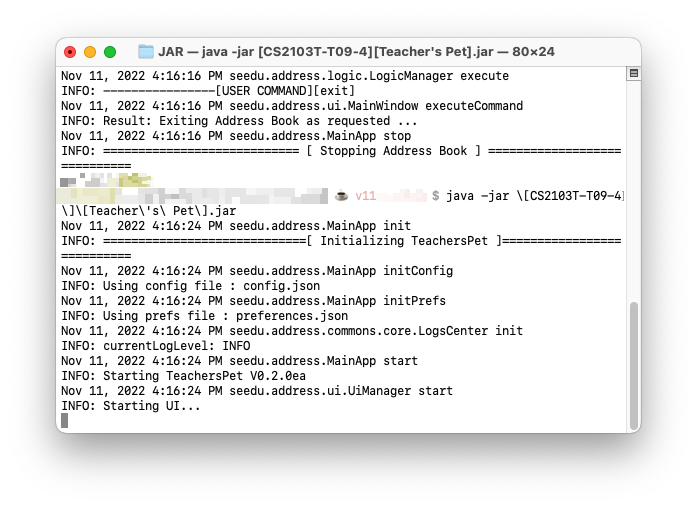 JAR — java -jar [CS2103T-T09-4][Teacher's Pet].jar — 80×24
Nov 11, 2022 4:16:16 PM seedu.address.logic.LogicManager execute
INFO: ----------------[USER COMMAND][exit]
Nov 11, 2022 4:16:16 PM seedu.address.ui.MainWindow executeCommand
INFO: Result: Exiting Address Book as requested ...
Nov 11, 2022 4:16:16 PM seedu.address.MainApp stop
INFO: ============================ [ Stopping Address Book ] ===================
==========
v11 $ java -jar \[CS2103T-T09-4
\]\[Teacher\'s\ Pet\].jar
Nov 11, 2022 4:16:24 PM seedu.address.MainApp init
INFO: =============================[ Initializing TeachersPet ]=================
==========
Nov 11, 2022 4:16:24 PM seedu.address.MainApp initConfig
INFO: Using config file : config.json
Nov 11, 2022 4:16:24 PM seedu.address.MainApp initPrefs
INFO: Using prefs file : preferences.json
Nov 11, 2022 4:16:24 PM seedu.address.commons.core.LogsCenter init
INFO: currentLogLevel: INFO
Nov 11, 2022 4:16:24 PM seedu.address.MainApp start
INFO: Starting TeachersPet V0.2.0ea
Nov 11, 2022 4:16:24 PM seedu.address.ui.UiManager start
INFO: Starting UI...